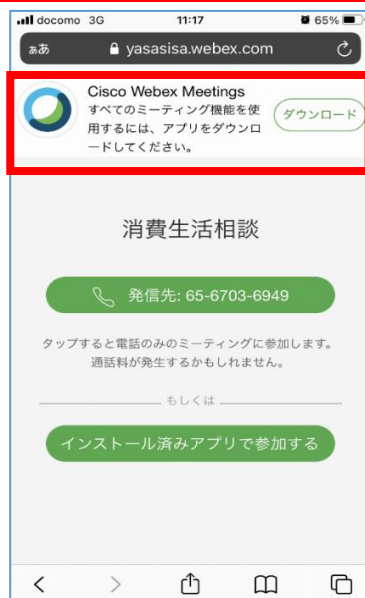 docomo 3G 11:17 65%
ぁあ yasasisa.webex.com
Cisco Webex Meetings
すべてのミーティング機能を使
用するには、アプリをダウンロ
ードしてください。
ダウンロード
消費生活相談
発信先: 65-6703-6949
タップすると電話のみのミーティングに参加します。
通話料が発生するかもしれません。
もしくは
インストール済みアプリで参加する